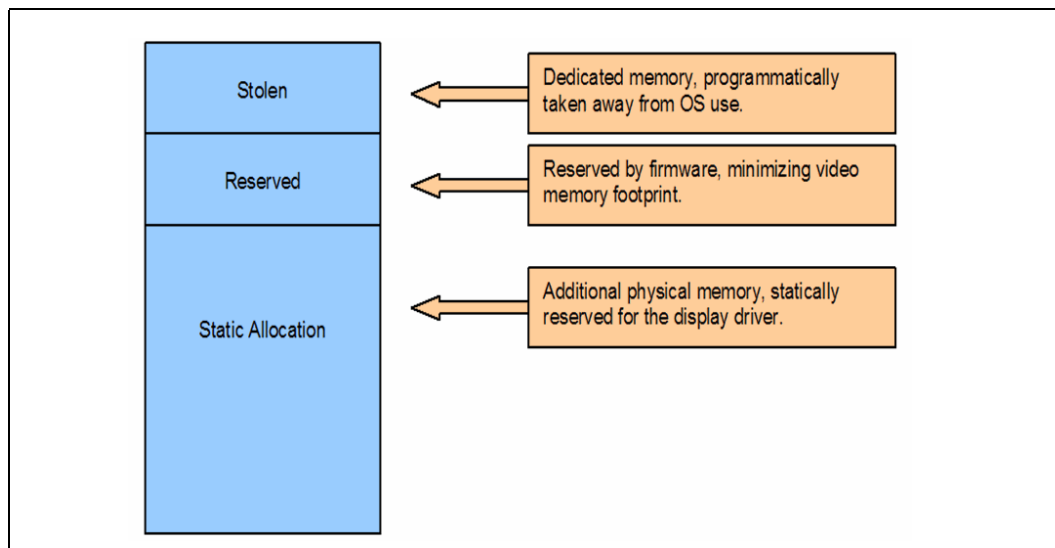 Stolen
Dedicated memory, programmatically
taken away from OS use.
Reserved
Reserved by firmware, minimizing video
memory footprint.
Static Allocation
Additional physical memory, statically
reserved for the display driver.